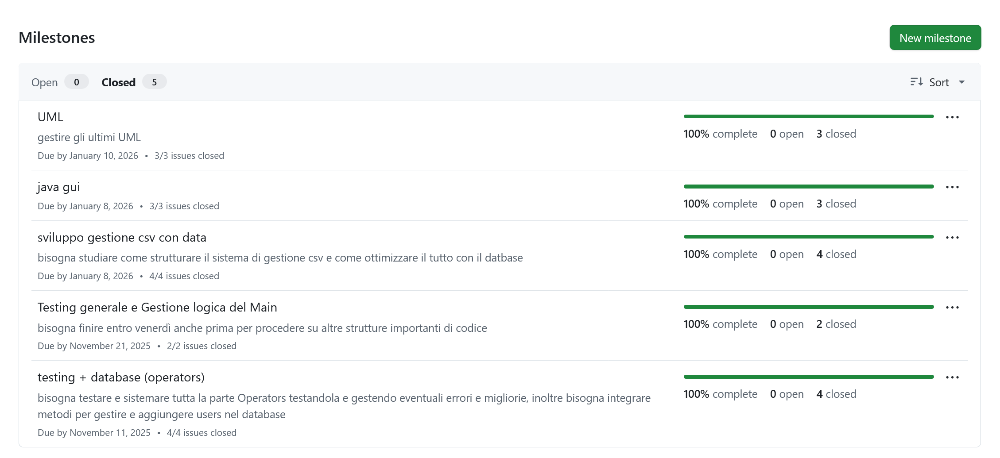 Milestones
New milestone
Open 0 Closed 5
Sort
UML
100% complete 0 open 3 closed
gestire gli ultimi UML
Due by January 10, 2026 • 3/3 issues closed
java gui
100% complete 0 open 3 closed
Due by January 8, 2026 • 3/3 issues closed
sviluppo gestione csv con data
100% complete 0 open 4 closed
bisogna studiare come strutturare il sistema di gestione csv e come ottimizzare il tutto con il datbase
Due by January 8, 2026 • 4/4 issues closed
Testing generale e Gestione logica del Main
100% complete 0 open 2 closed
bisogna finire entro venerdì anche prima per procedere su altre strutture importanti di codice
Due by November 21, 2025 • 2/2 issues closed
testing + database (operators)
100% complete 0 open 4 closed
bisogna testare e sistemare tutta la parte Operators testandola e gestendo eventuali errori e migliorie, inoltre bisogna integrare
metodi per gestire e aggiungere users nel database
Due by November 11, 2025 • 4/4 issues closed